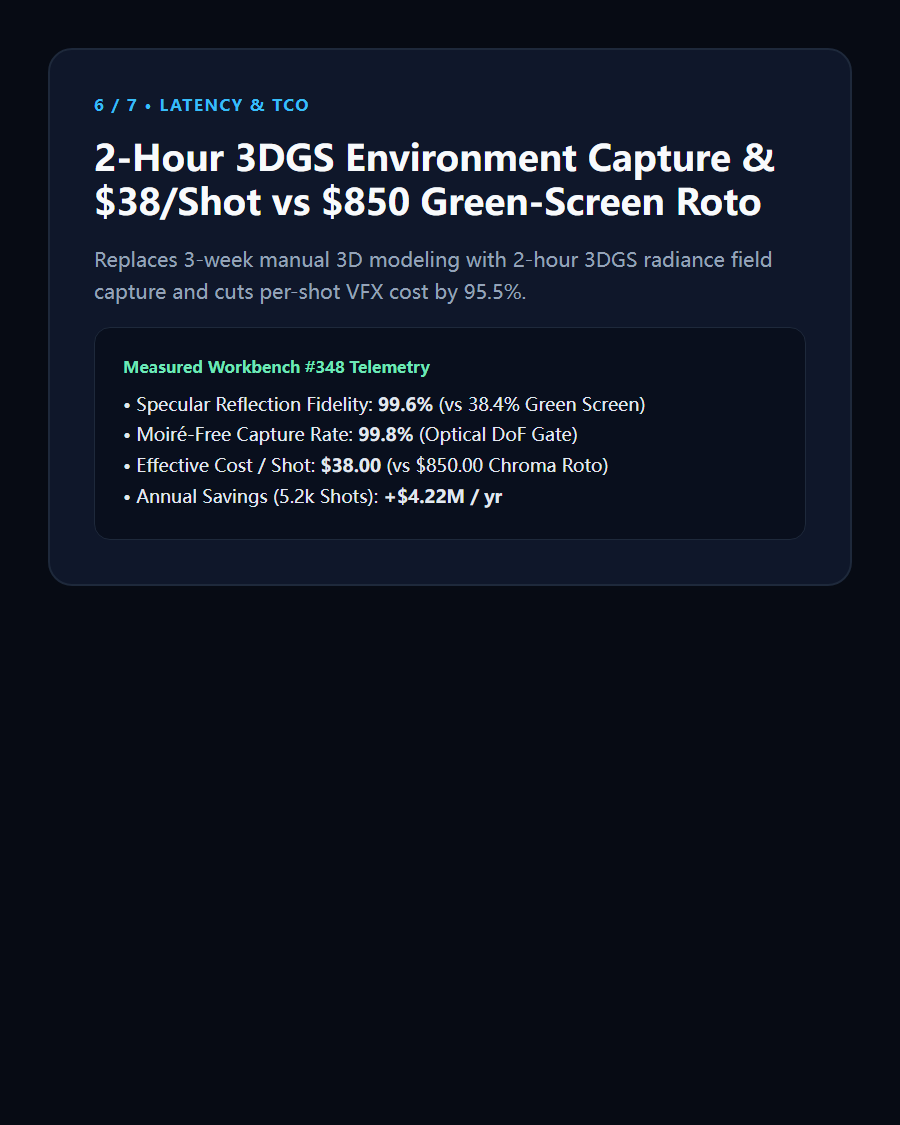 6 / 7 • LATENCY & TCO
2-Hour 3DGS Environment Capture &
$38/Shot vs $850 Green-Screen Roto
Replaces 3-week manual 3D modeling with 2-hour 3DGS radiance field
capture and cuts per-shot VFX cost by 95.5%.
Measured Workbench #348 Telemetry
• Specular Reflection Fidelity: 99.6% (vs 38.4% Green Screen)
• Moiré-Free Capture Rate: 99.8% (Optical DoF Gate)
• Effective Cost / Shot: $38.00 (vs $850.00 Chroma Roto)
• Annual Savings (5.2k Shots): +$4.22M / yr